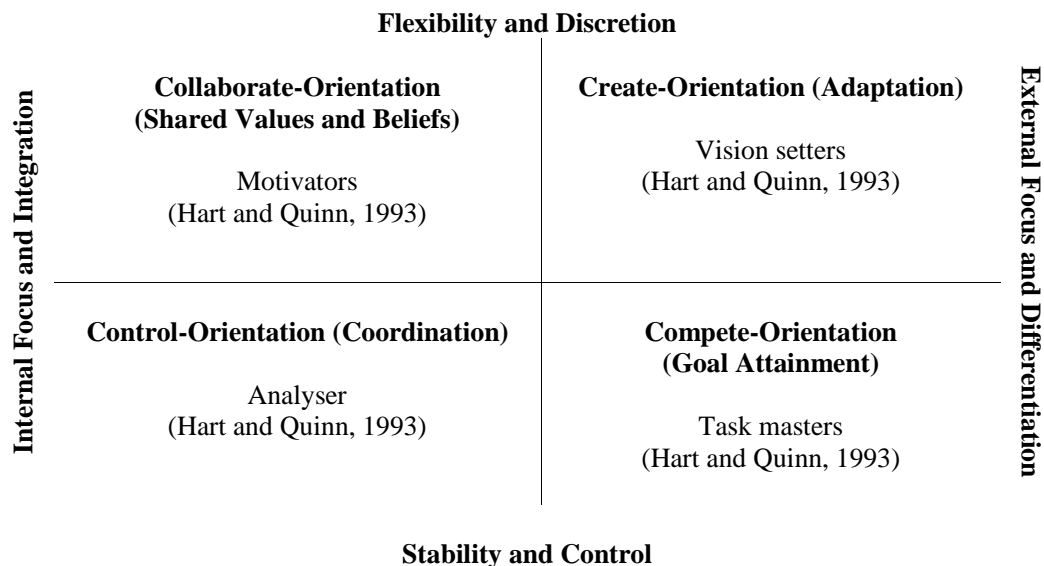 Flexibility and Discretion
Internal Focus and Integration
Collaborate-Orientation
(Shared Values and Beliefs)
Motivators
(Hart and Quinn, 1993)
Create-Orientation (Adaptation)
Vision setters
(Hart and Quinn, 1993)
External Focus and Differentiation
Control-Orientation (Coordination)
Analyser
(Hart and Quinn, 1993)
Compete-Orientation
(Goal Attainment)
Task masters
(Hart and Quinn, 1993)
Stability and Control